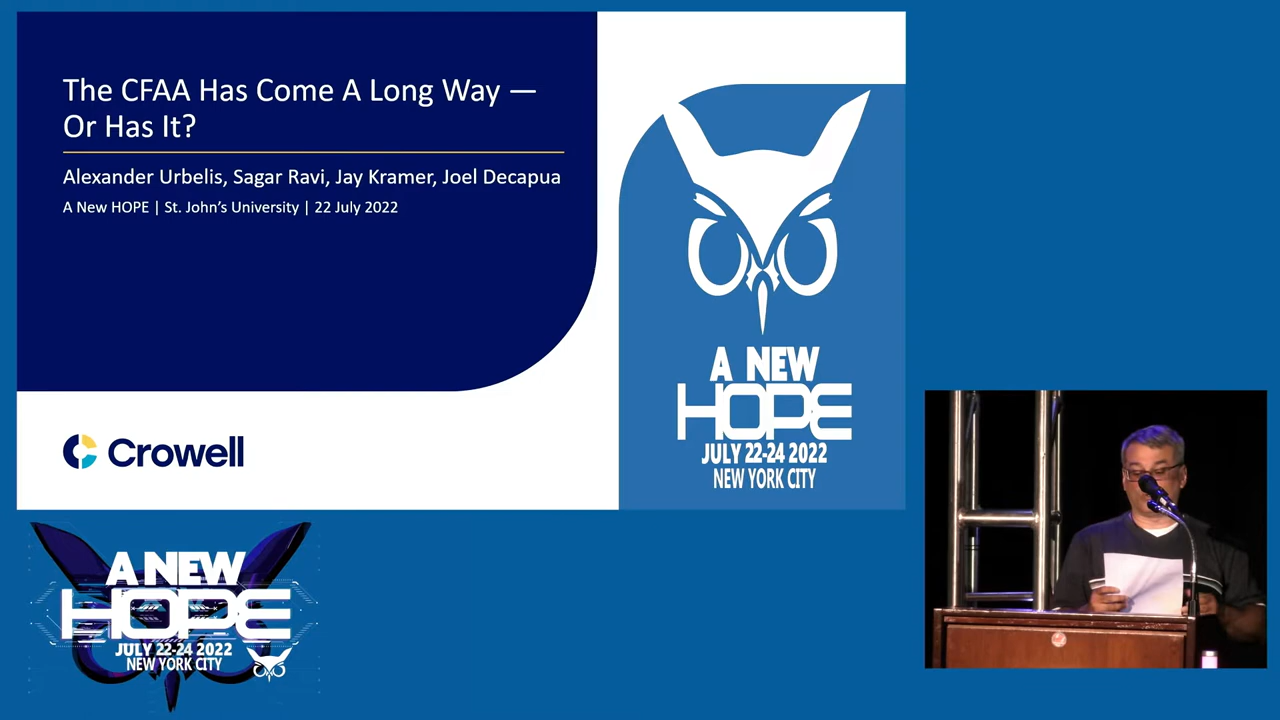 The CFAA Has Come A Long Way —
Or Has It?
Alexander Urbelis, Sagar Ravi, Jay Kramer, Joel Decapua
A New HOPE | St. John's University | 22 July 2022
Crowell
A NEW
HOPE
JULY 22-24 2022
NEW YORK CITY
A NEW
HOPE
JULY 22-24 2022
NEW YORK CITY